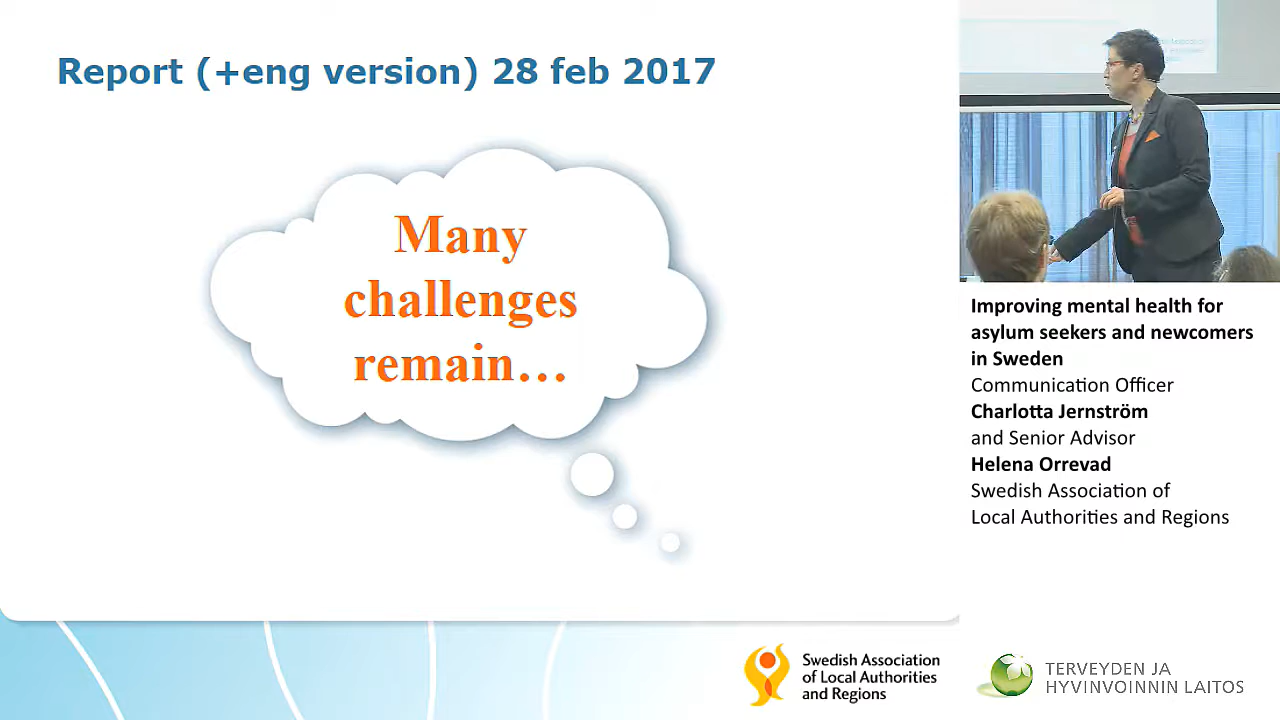 Report (+eng version) 28 feb 2017
Many
challenges
remain...
Improving mental health for
asylum seekers and newcomers
in Sweden
Communication Officer
Charlotta Jernström
and Senior Advisor
Helena Orrevad
Swedish Association of
Local Authorities and Regions
Swedish Association
of Local Authorities
and Regions
TERVEYDEN JA
HYVINVOINNIN LAITOS